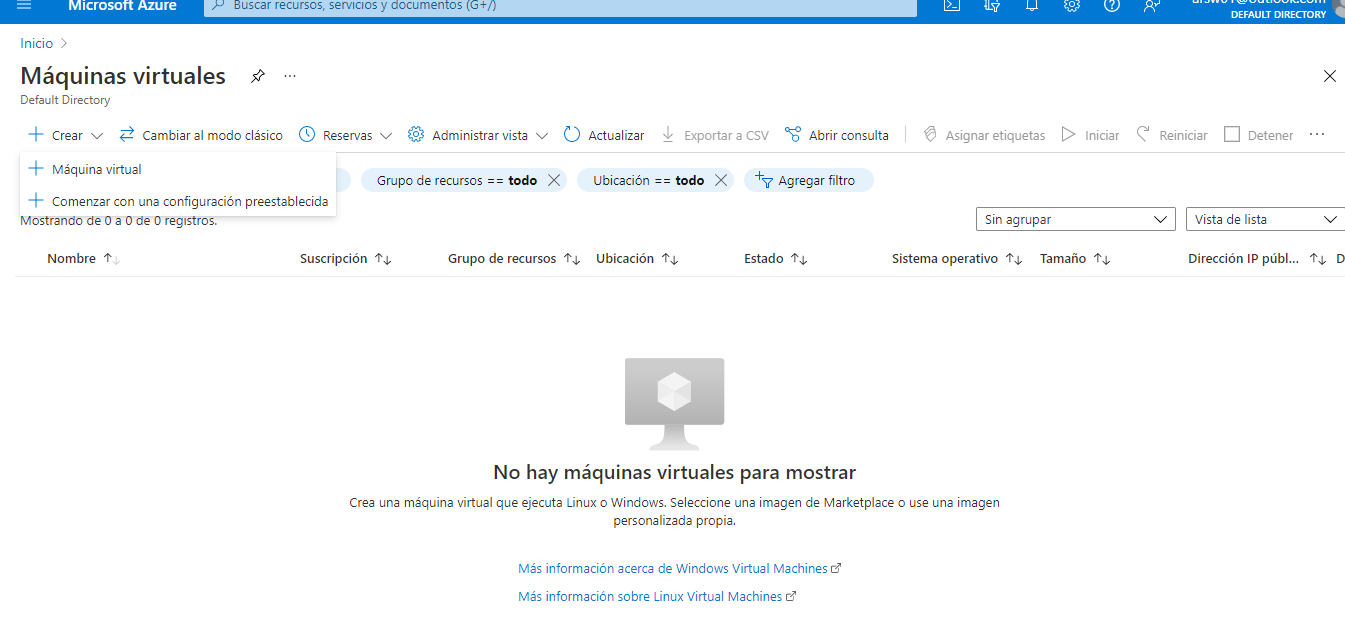 Microsoft Azure
Buscar recursos, servicios y documentos (G+/)
DEFAULT DIRECTORY
Inicio
Máquinas virtuales
Default Directory
Crear
Cambiar al modo clásico
Reservas
Administrar vista
Actualizar
Exportar a CSV
Abrir consulta
Asignar etiquetas
Iniciar
Reiniciar
Detener
Máquina virtual
Comenzar con una configuración preestablecida
Grupo de recursos == todo
Ubicación == todo
Agregar filtro
Mostrando de 0 a 0 de 0 registros.
Sin agrupar
Vista de lista
Nombre
Suscripción
Grupo de recursos
Ubicación
Estado
Sistema operativo
Tamaño
Dirección IP públ...
D
No hay máquinas virtuales para mostrar
Crea una máquina virtual que ejecuta Linux o Windows. Seleccione una imagen de Marketplace o use una imagen
personalizada propia.
Más información acerca de Windows Virtual Machines
Más información sobre Linux Virtual Machines